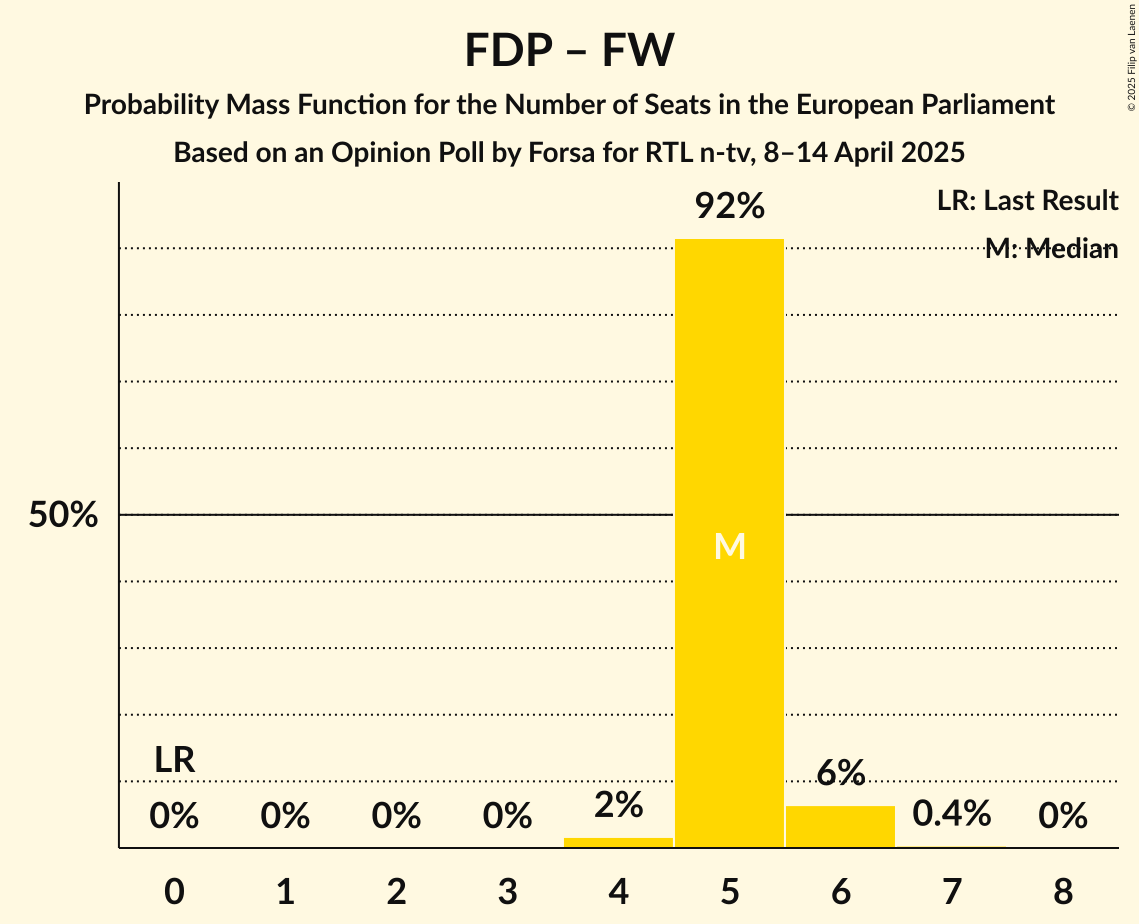 FDP – FW
Probability Mass Function for the Number of Seats in the European Parliament
Based on an Opinion Poll by Forsa for RTL n-tv, 8–14 April 2025
© 2025 Filip van Laenen
LR: Last Result
M: Median
92%
50%
M
LR
0% 0% 0% 0% 2% 6% 0.4% 0%
0 1 2 3 4 5 6 7 8